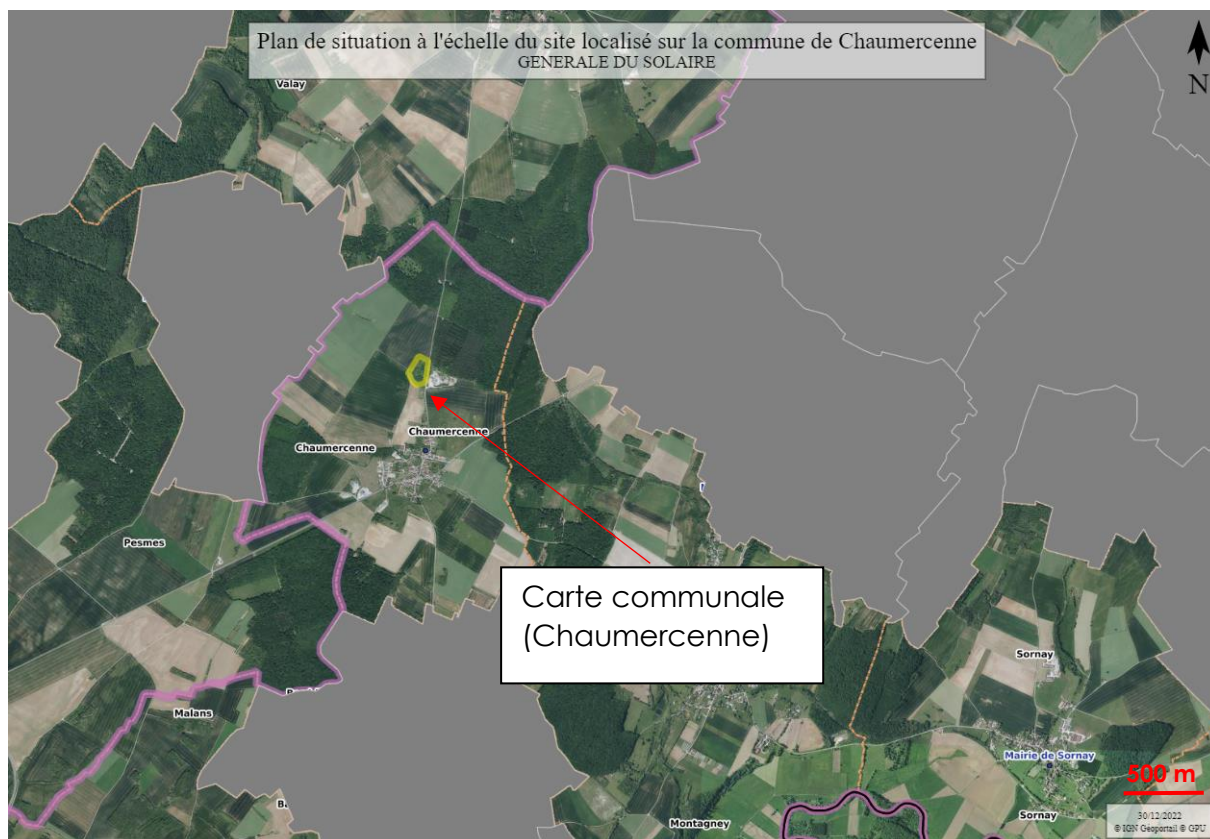 Plan de situation à l'échelle du site localisé sur la commune de Chaumercenne
GENERALE DU SOLAIRE
N
Valay
Chaumercenne
Chaumercenne
Pesmes
Carte communale
(Chaumercenne)
Sornay
Malans
Mairie de Sornay
500 m
Sornay
Montagney
30/12/2022
© IGN Géoportail © GPU